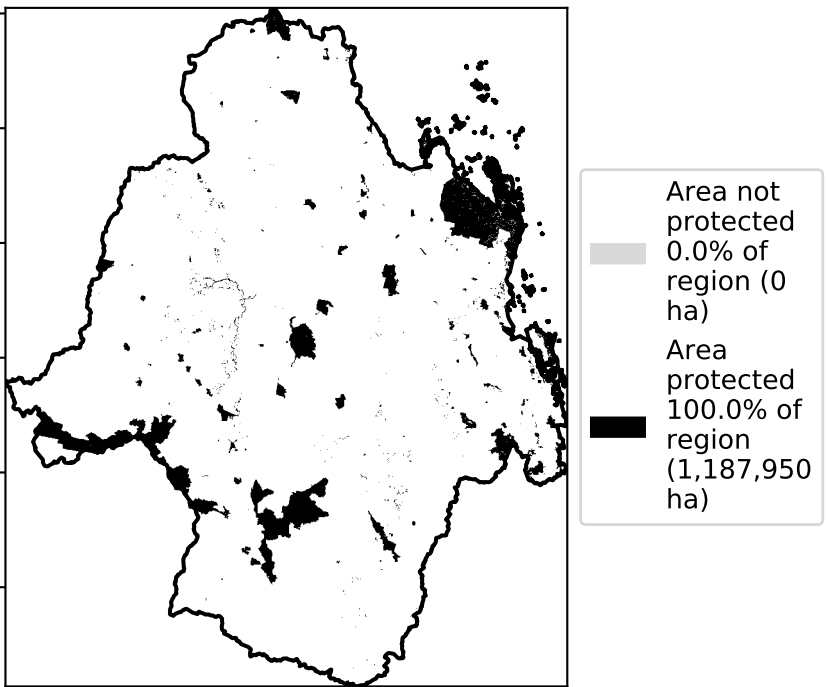 Area not
protected
0.0% of
region (0
ha)
Area
protected
100.0% of
region
(1,187,950
ha)